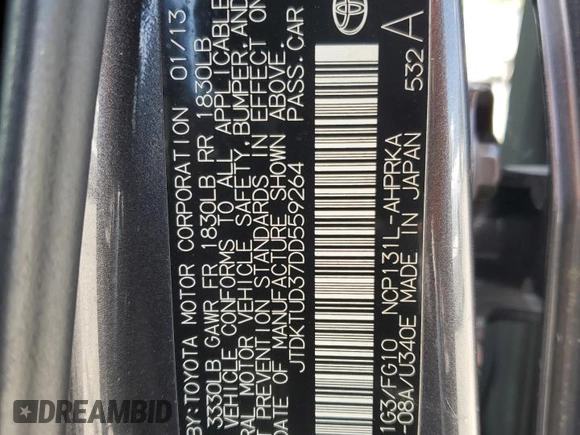 BY:TOYOTA MOTOR CORPORATION 01/13
3330LB GAWR FR 1830LB RR 1830LB
VEHICLE CONFORMS TO ALL APPLICABLE
ERAL MOTOR VEHICLE SAFETY, BUMPER, AND
T PREVENTION STANDARDS IN EFFECT ON
DATE OF MANUFACTURE SHOWN ABOVE.
JTDKTUD37DD559264 PASS. CAR
1G3/FG10 NCP131L-AHPRKA
-08A/U340E MADE IN JAPAN 532
A
DREAMBID